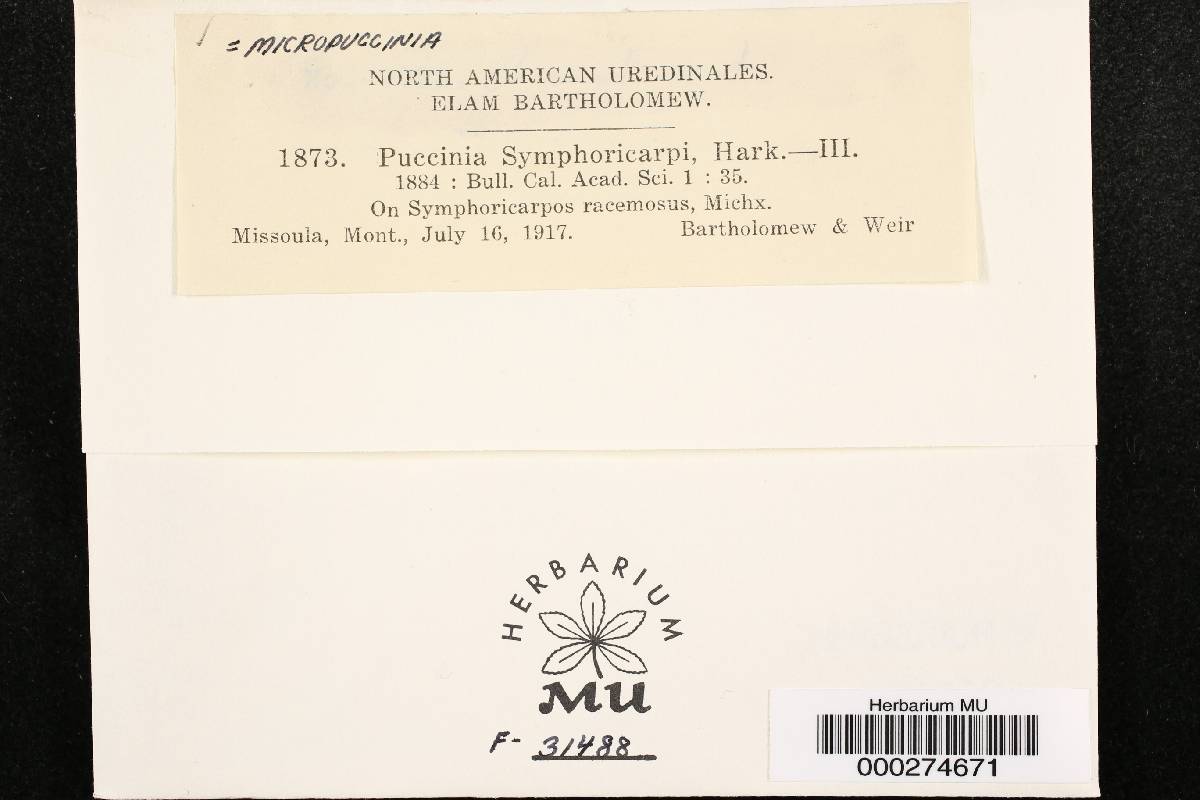 = MICROPUCCINIA
NORTH AMERICAN UREDINALES.
ELAM BARTHOLOMEW.
1873. Puccinia Symphoricarpi, Hark.—III.
1884 : Bull. Cal. Acad. Sci. 1 : 35.
On Symphoricarpos racemosus, Michx.
Missoula, Mont., July 16, 1917. Bartholomew & Weir
HERBARIUM
MU
F- 31488
Herbarium MU
000274671